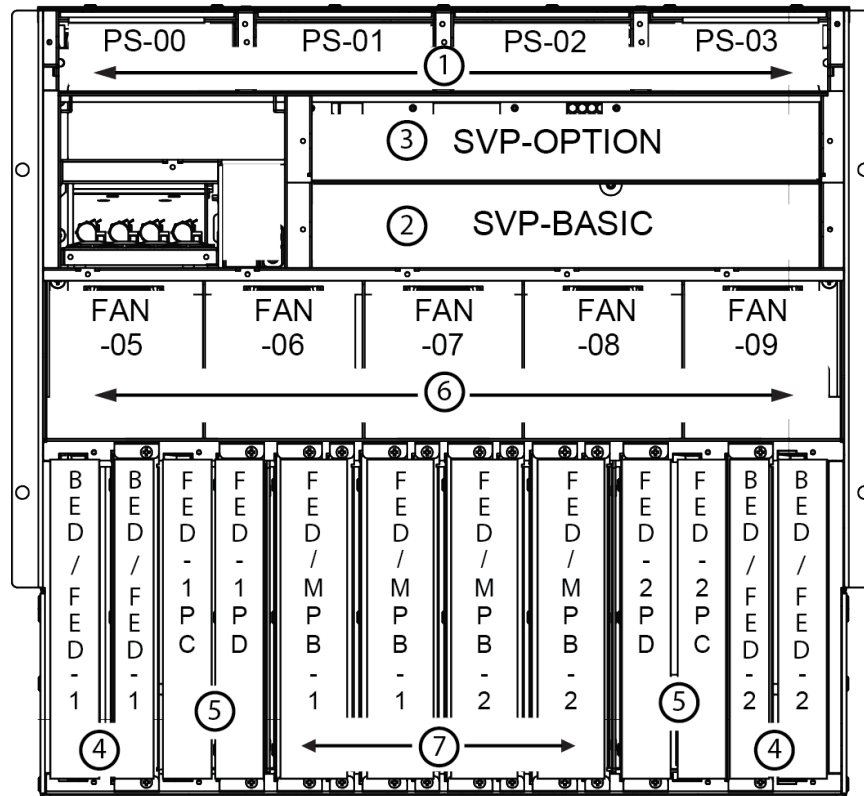 PS-00 PS-01 PS-02 PS-03
1
3 SVP-OPTION
2 SVP-BASIC
FAN -05
FAN -06
FAN -07
FAN -08
FAN -09
6
BED/FED-1
BED/FED-1
FED-1PC
FED-1PD
FED/MPB-1
FED/MPB-1
FED/MPB-2
FED/MPB-2
FED-2PD
FED-2PC
BED/FED-2
BED/FED-2
4
5
7
5
4